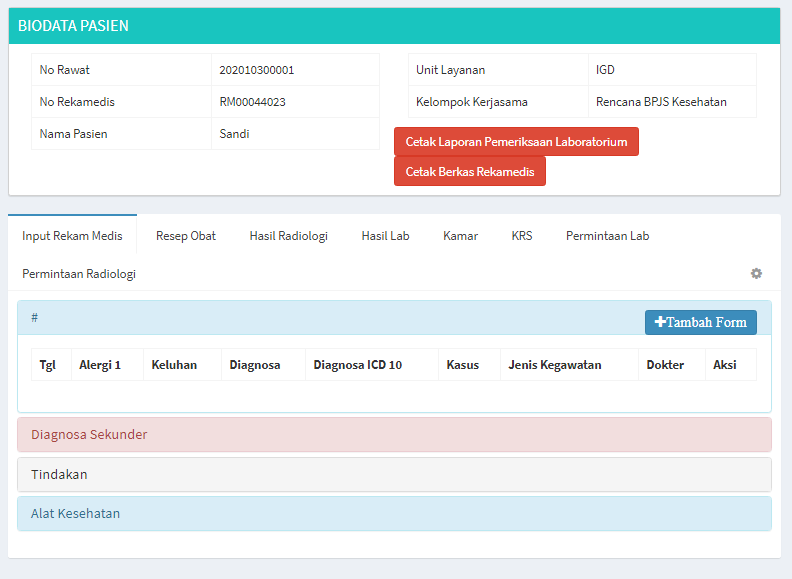 BIODATA PASIEN
No Rawat 202010300001
No Rekamedis RM00044023
Nama Pasien Sandi
Unit Layanan IGD
Kelompok Kerjasama Rencana BPJS Kesehatan
Cetak Laporan Pemeriksaan Laboratorium
Cetak Berkas Rekamedis
Input Rekam Medis Resep Obat Hasil Radiologi Hasil Lab Kamar KRS Permintaan Lab
Permintaan Radiologi
# +Tambah Form
Tgl Alergi 1 Keluhan Diagnosa Diagnosa ICD 10 Kasus Jenis Kegawatan Dokter Aksi
Diagnosa Sekunder
Tindakan
Alat Kesehatan